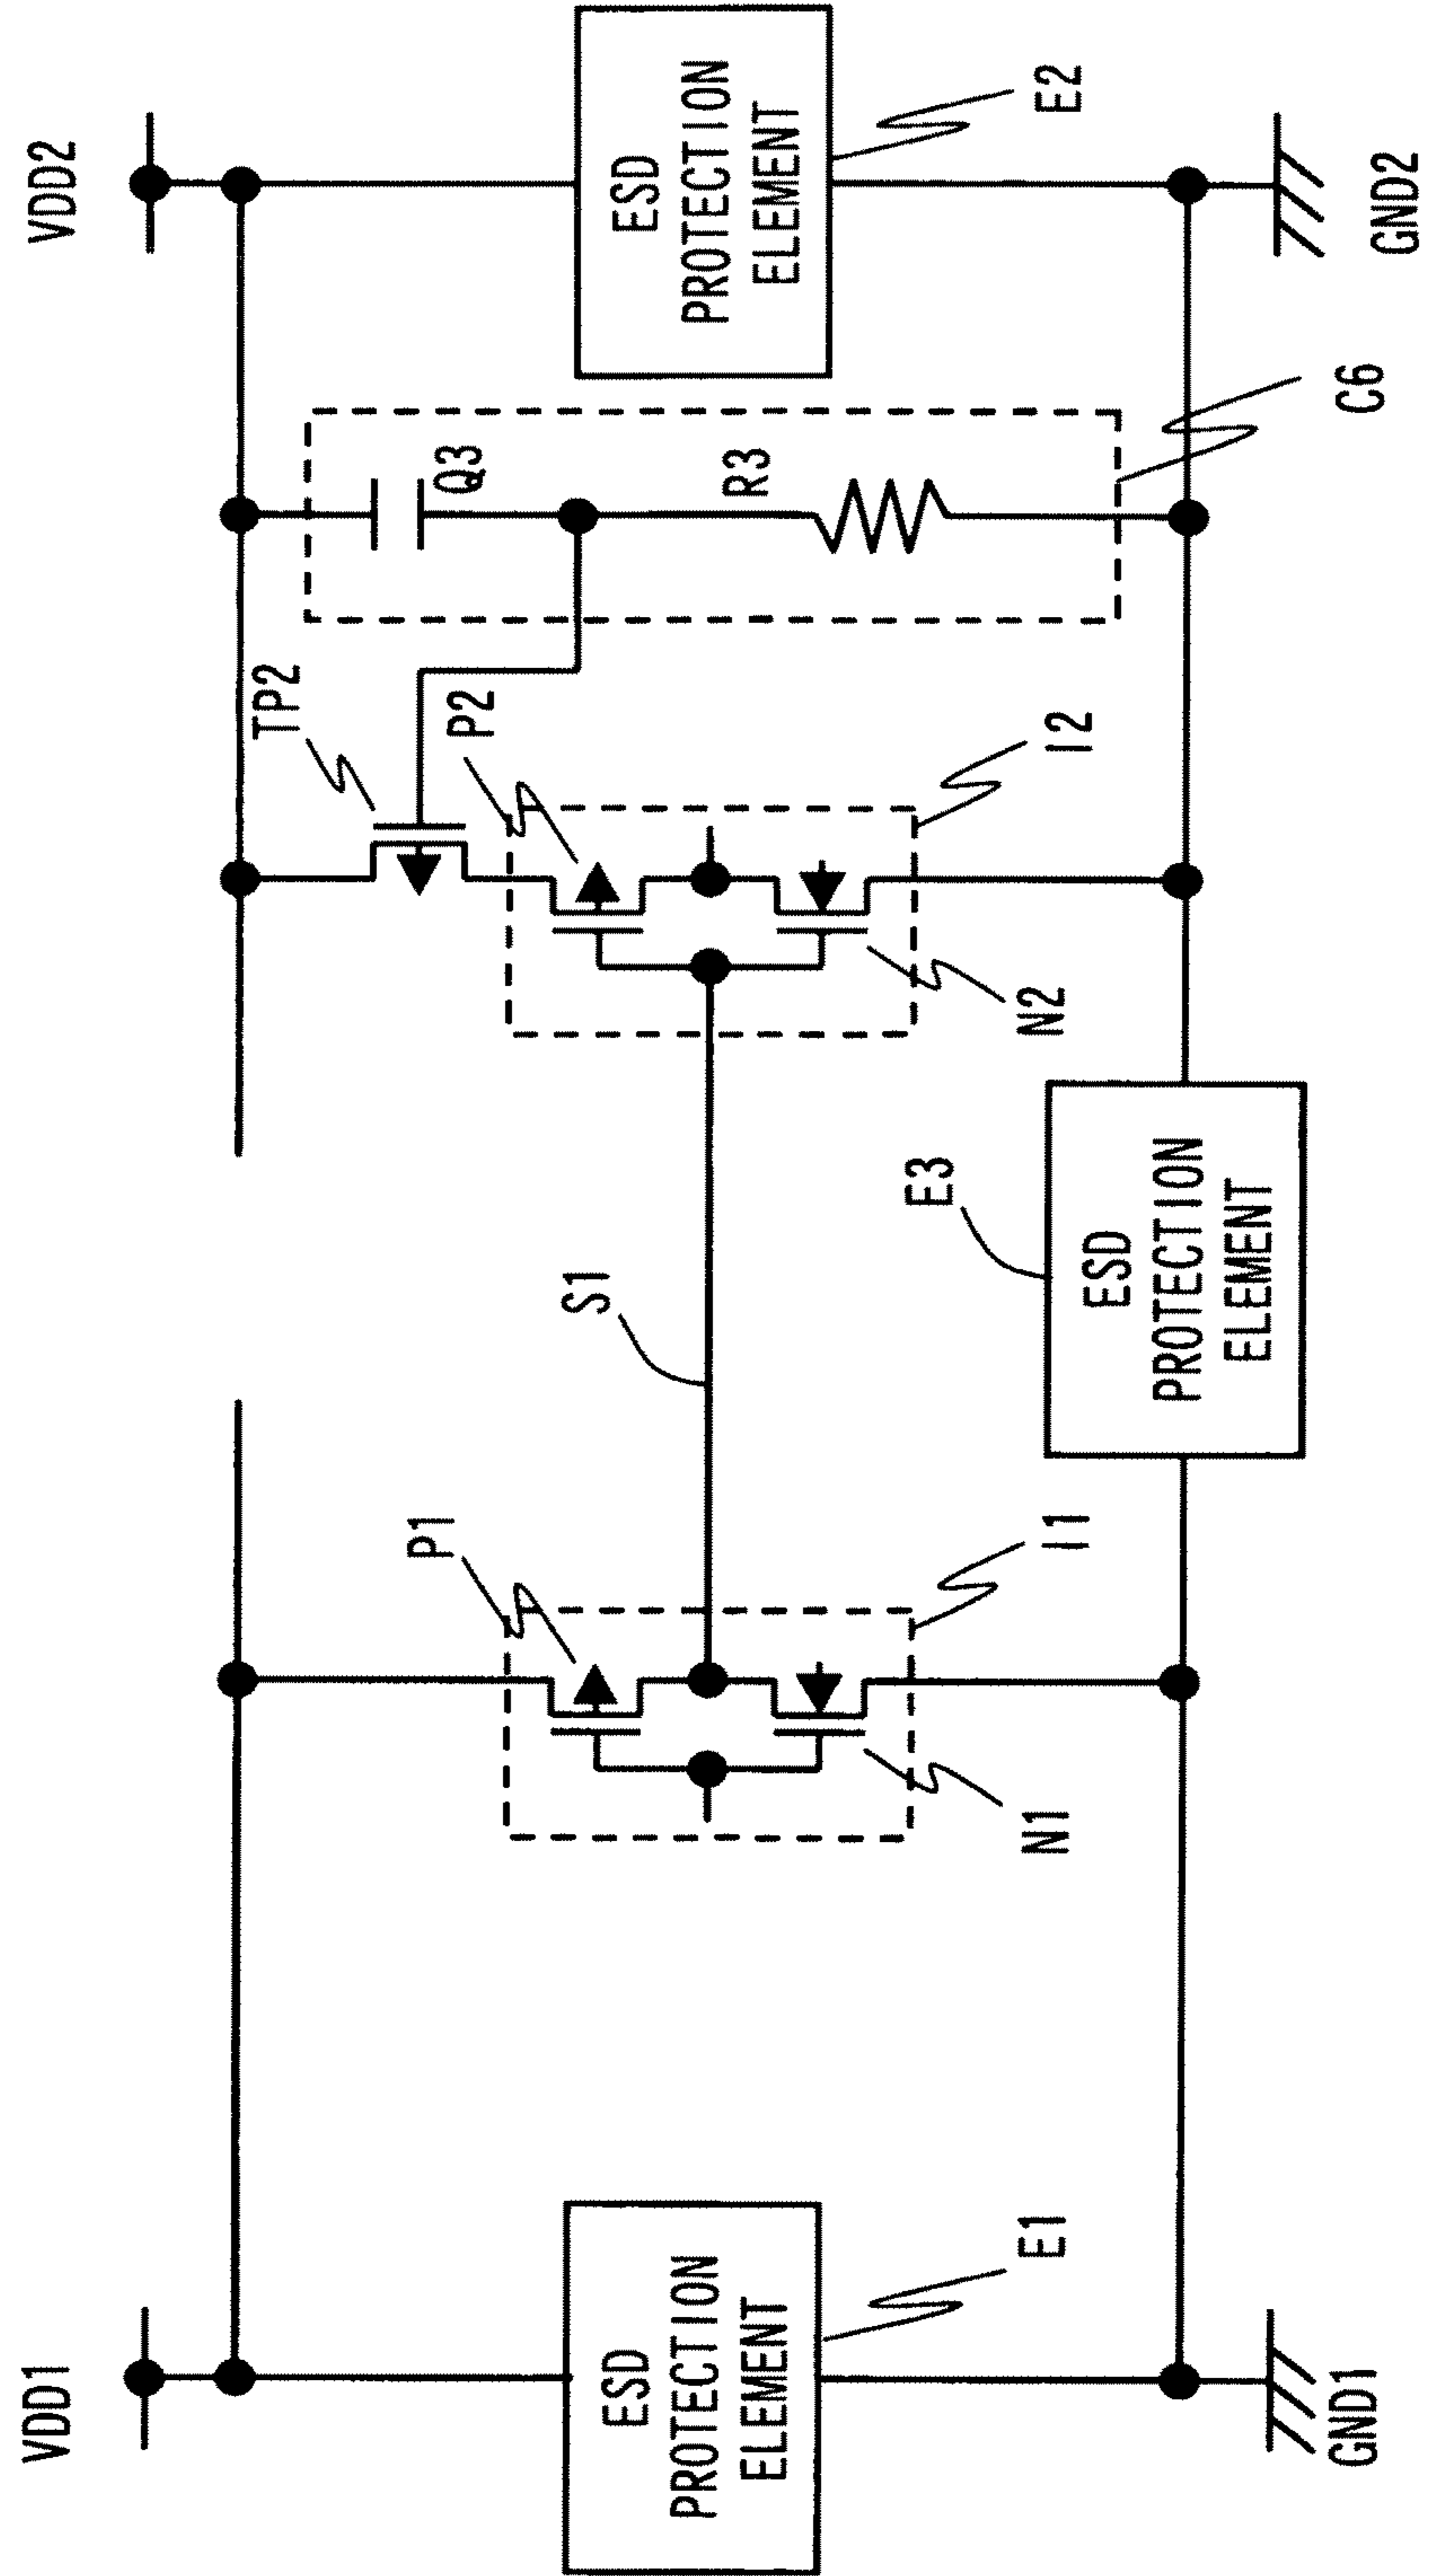 VDD1
VDD2
TP2
P1
P2
Q3
S1
ESD
PROTECTION
ELEMENT
ESD
PROTECTION
ELEMENT
R3
E3
E1
N1
I1
N2
I2
E2
ESD
PROTECTION
ELEMENT
C6
GND1
GND2